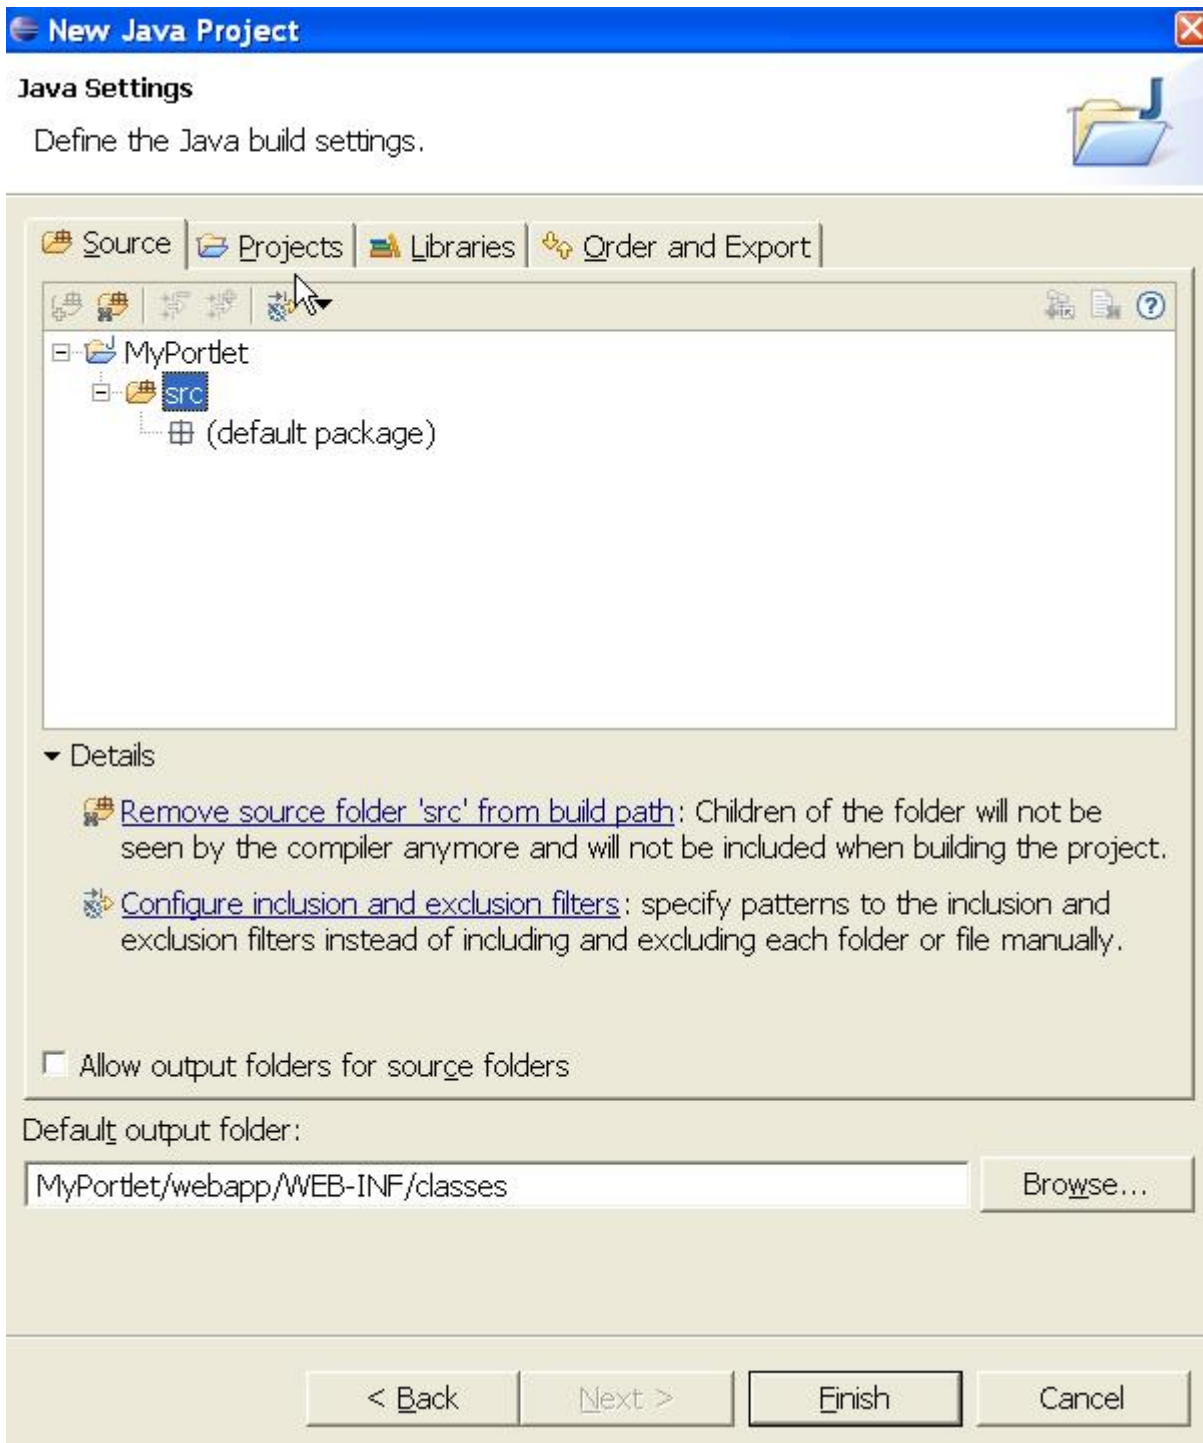 New Java Project
Java Settings
Define the Java build settings.
Source Projects Libraries Order and Export
MyPortlet
src
(default package)
Details
Remove source folder 'src' from build path: Children of the folder will not be
seen by the compiler anymore and will not be included when building the project.
Configure inclusion and exclusion filters: specify patterns to the inclusion and
exclusion filters instead of including and excluding each folder or file manually.
Allow output folders for source folders
Default output folder:
MyPortlet/webapp/WEB-INF/classes Browse...
< Back Next > Finish Cancel